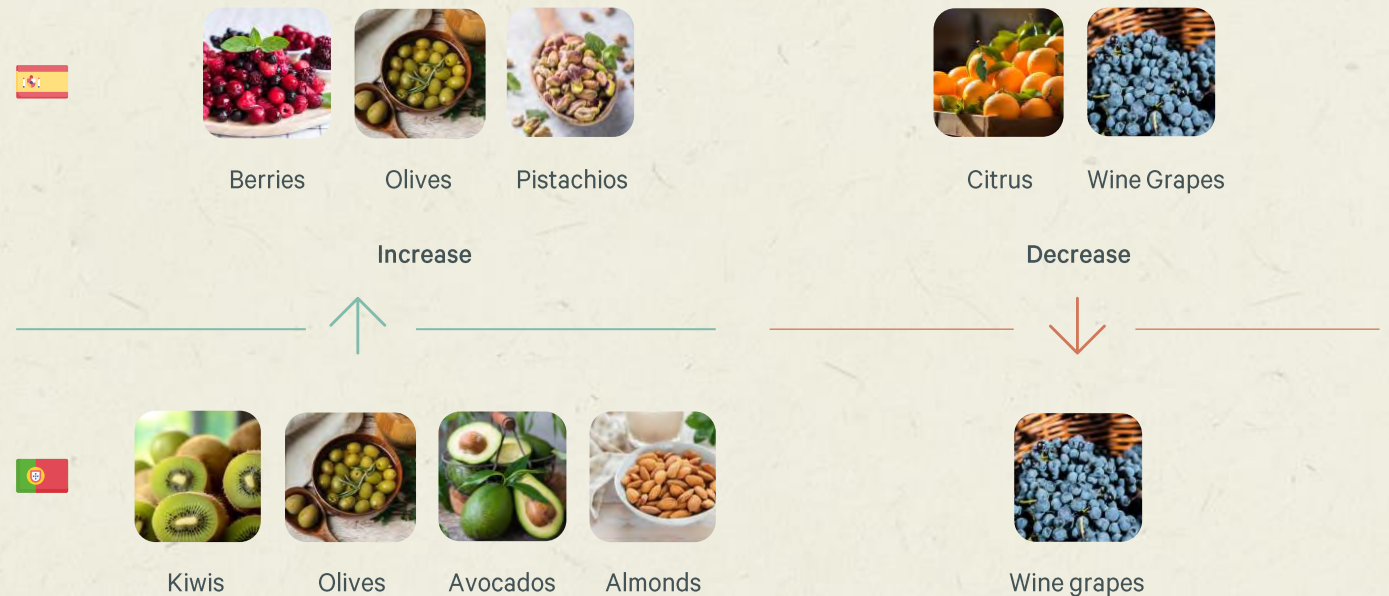 Berries Olives Pistachios Citrus Wine Grapes
Increase Decrease
Kiwis Olives Avocados Almonds Wine grapes